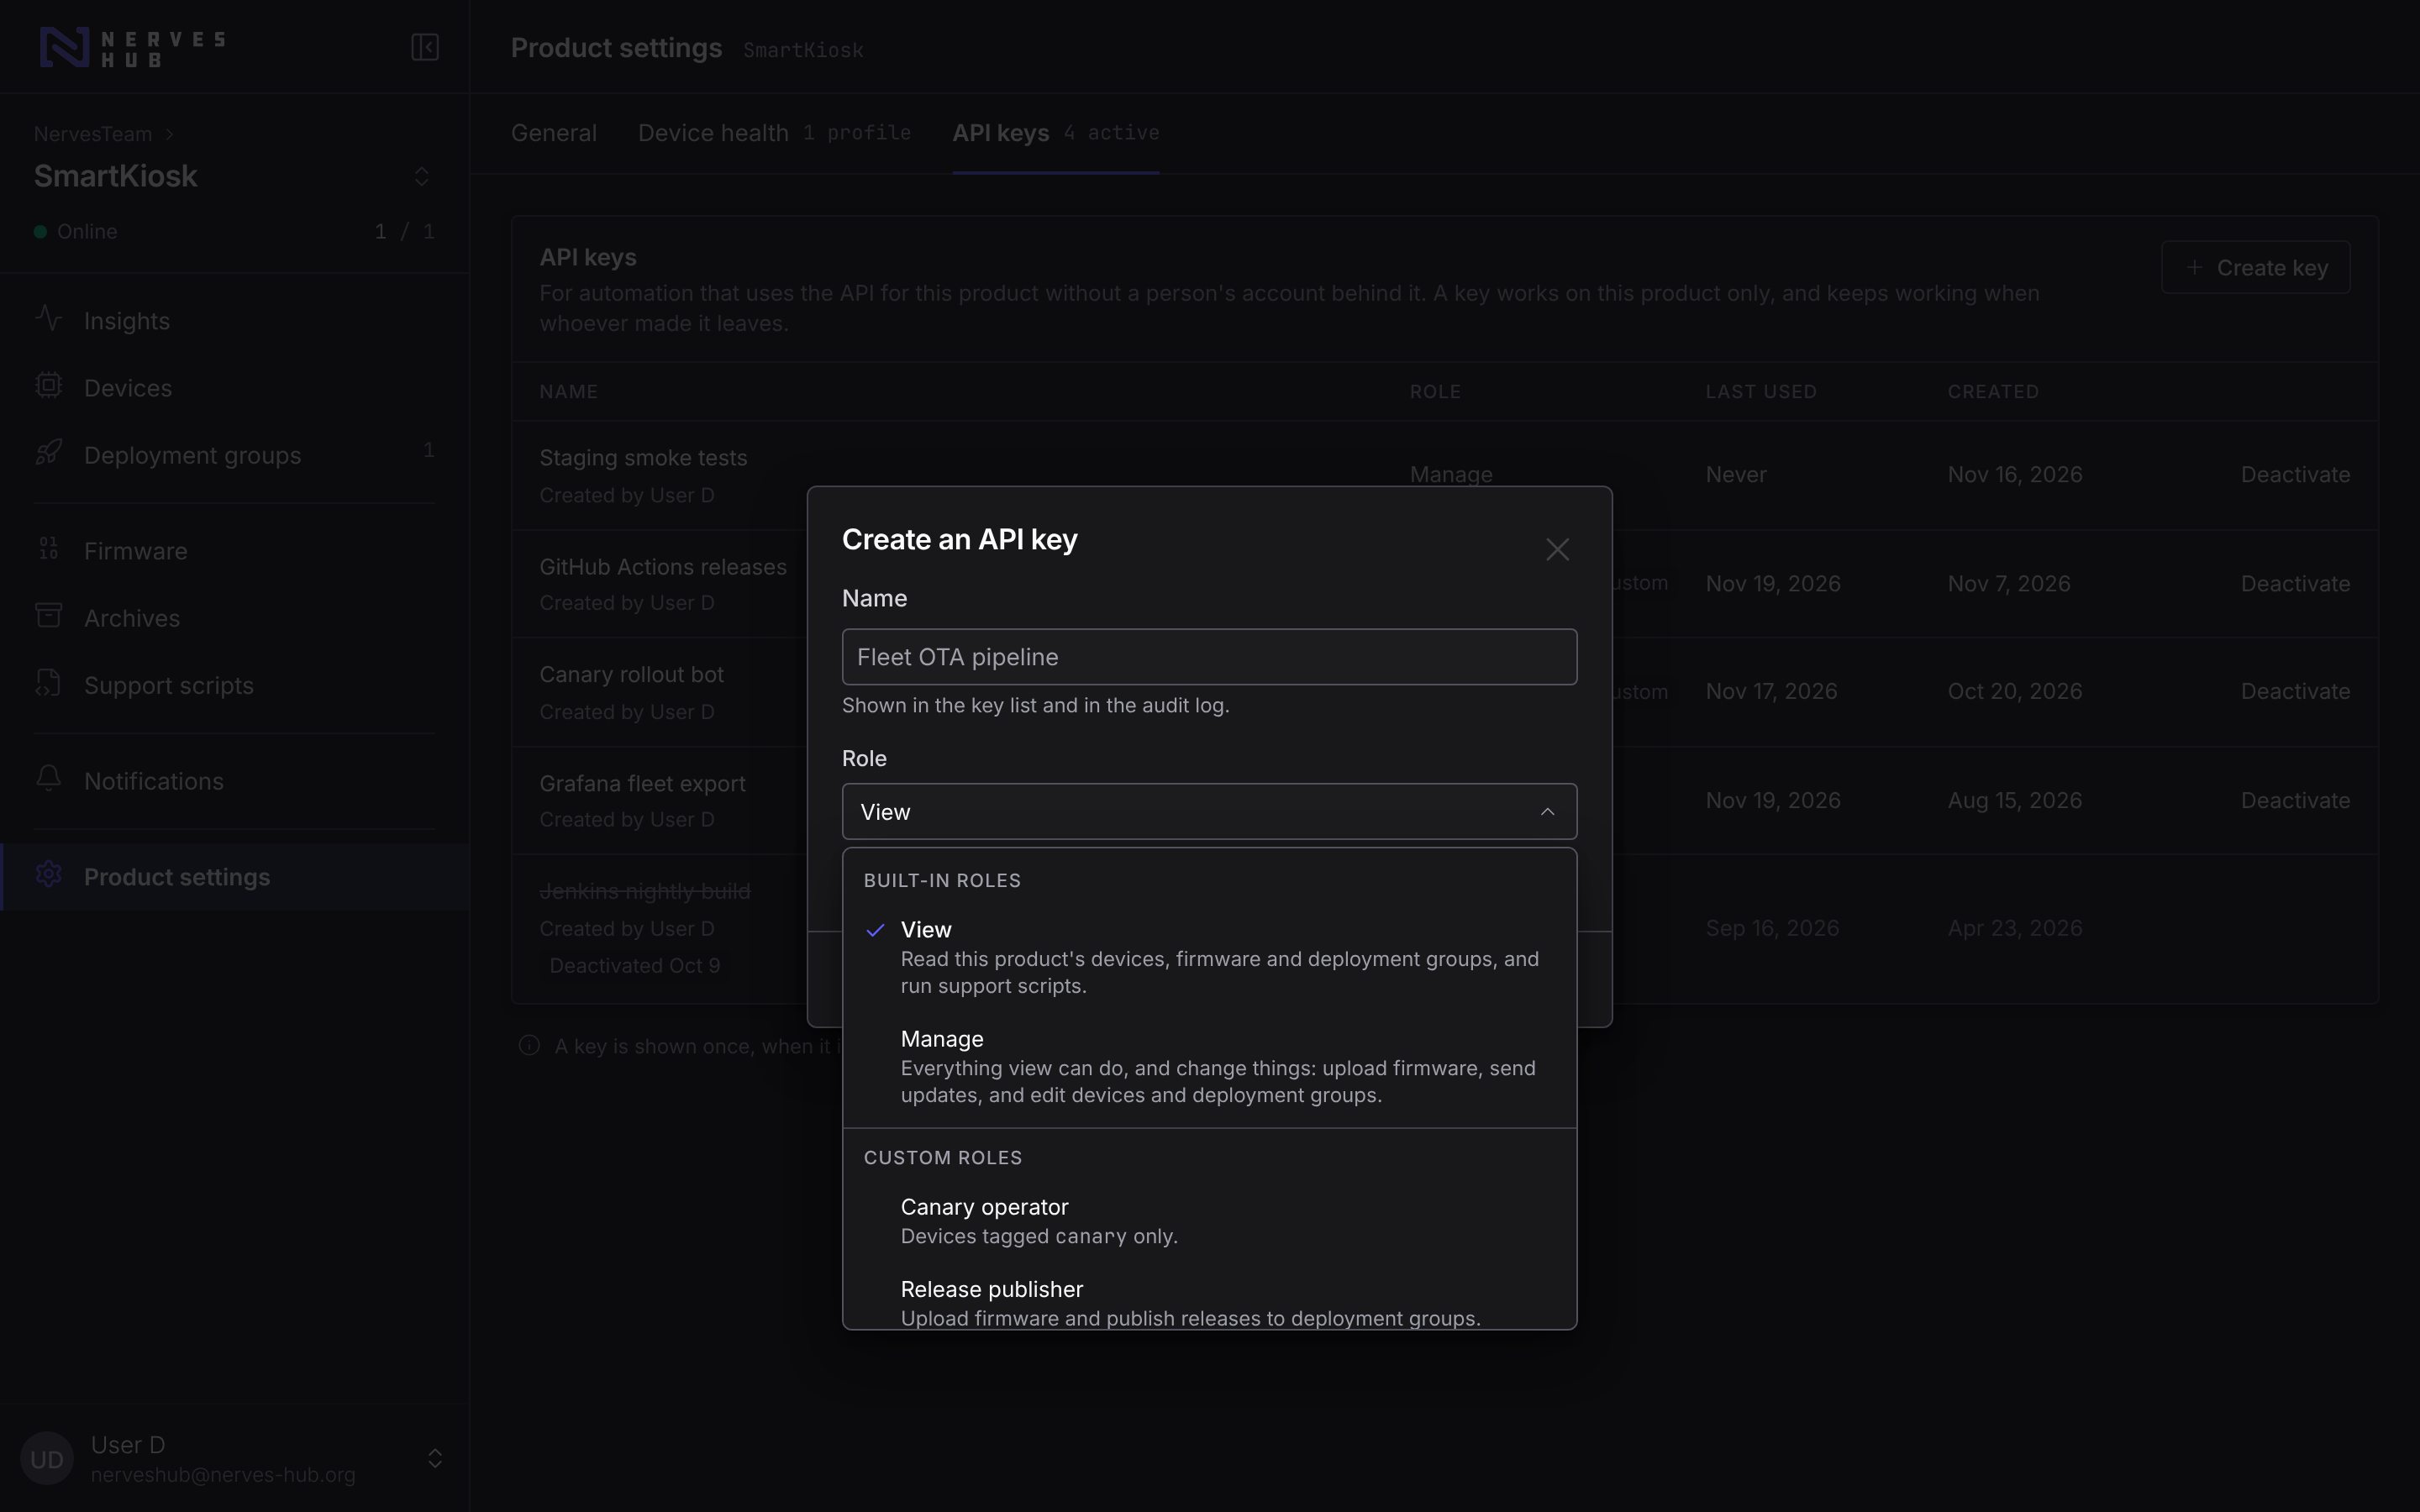 NERVES
HUB
NervesTeam
SmartKiosk
Online
1 / 1
Insights
Devices
Deployment groups 1
Firmware
Archives
Support scripts
Notifications
Product settings
User D
nerveshub@nerves-hub.org
UD
Product settings SmartKiosk
General Device health 1 profile API keys 4 active
API keys
For automation that uses the API for this product without a person's account behind it. A key works on this product only, and keeps working when
whoever made it leaves.
Create key
NAME ROLE LAST USED CREATED
Staging smoke tests
Created by User D
Manage Never Nov 16, 2026 Deactivate
GitHub Actions releases
Created by User D
ustom Nov 19, 2026 Nov 7, 2026 Deactivate
Canary rollout bot
Created by User D
ustom Nov 17, 2026 Oct 20, 2026 Deactivate
Grafana fleet export
Created by User D
Nov 19, 2026 Aug 15, 2026 Deactivate
Jenkins nightly build
Created by User D
Deactivated Oct 9
Sep 16, 2026 Apr 23, 2026
A key is shown once, when it i
Create an API key
Name
Fleet OTA pipeline
Shown in the key list and in the audit log.
Role
View
BUILT-IN ROLES
View
Read this product's devices, firmware and deployment groups, and
run support scripts.
Manage
Everything view can do, and change things: upload firmware, send
updates, and edit devices and deployment groups.
CUSTOM ROLES
Canary operator
Devices tagged canary only.
Release publisher
Upload firmware and publish releases to deployment groups.